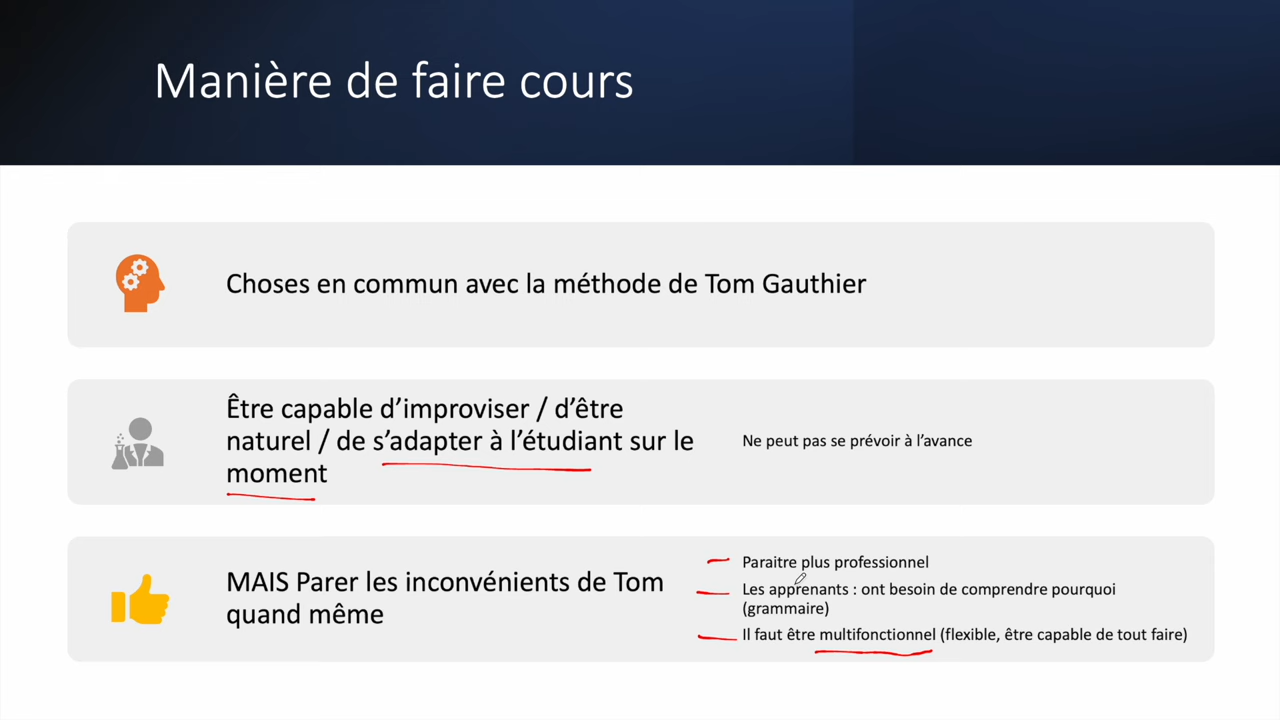 Manière de faire cours
Choses en commun avec la méthode de Tom Gauthier
Être capable d’improviser / d’être
naturel / de s’adapter à l’étudiant sur le
moment
Ne peut pas se prévoir à l’avance
MAIS Parer les inconvénients de Tom
quand même
Paraitre plus professionnel
Les apprenants : ont besoin de comprendre pourquoi
(grammaire)
Il faut être multifonctionnel (flexible, être capable de tout faire)